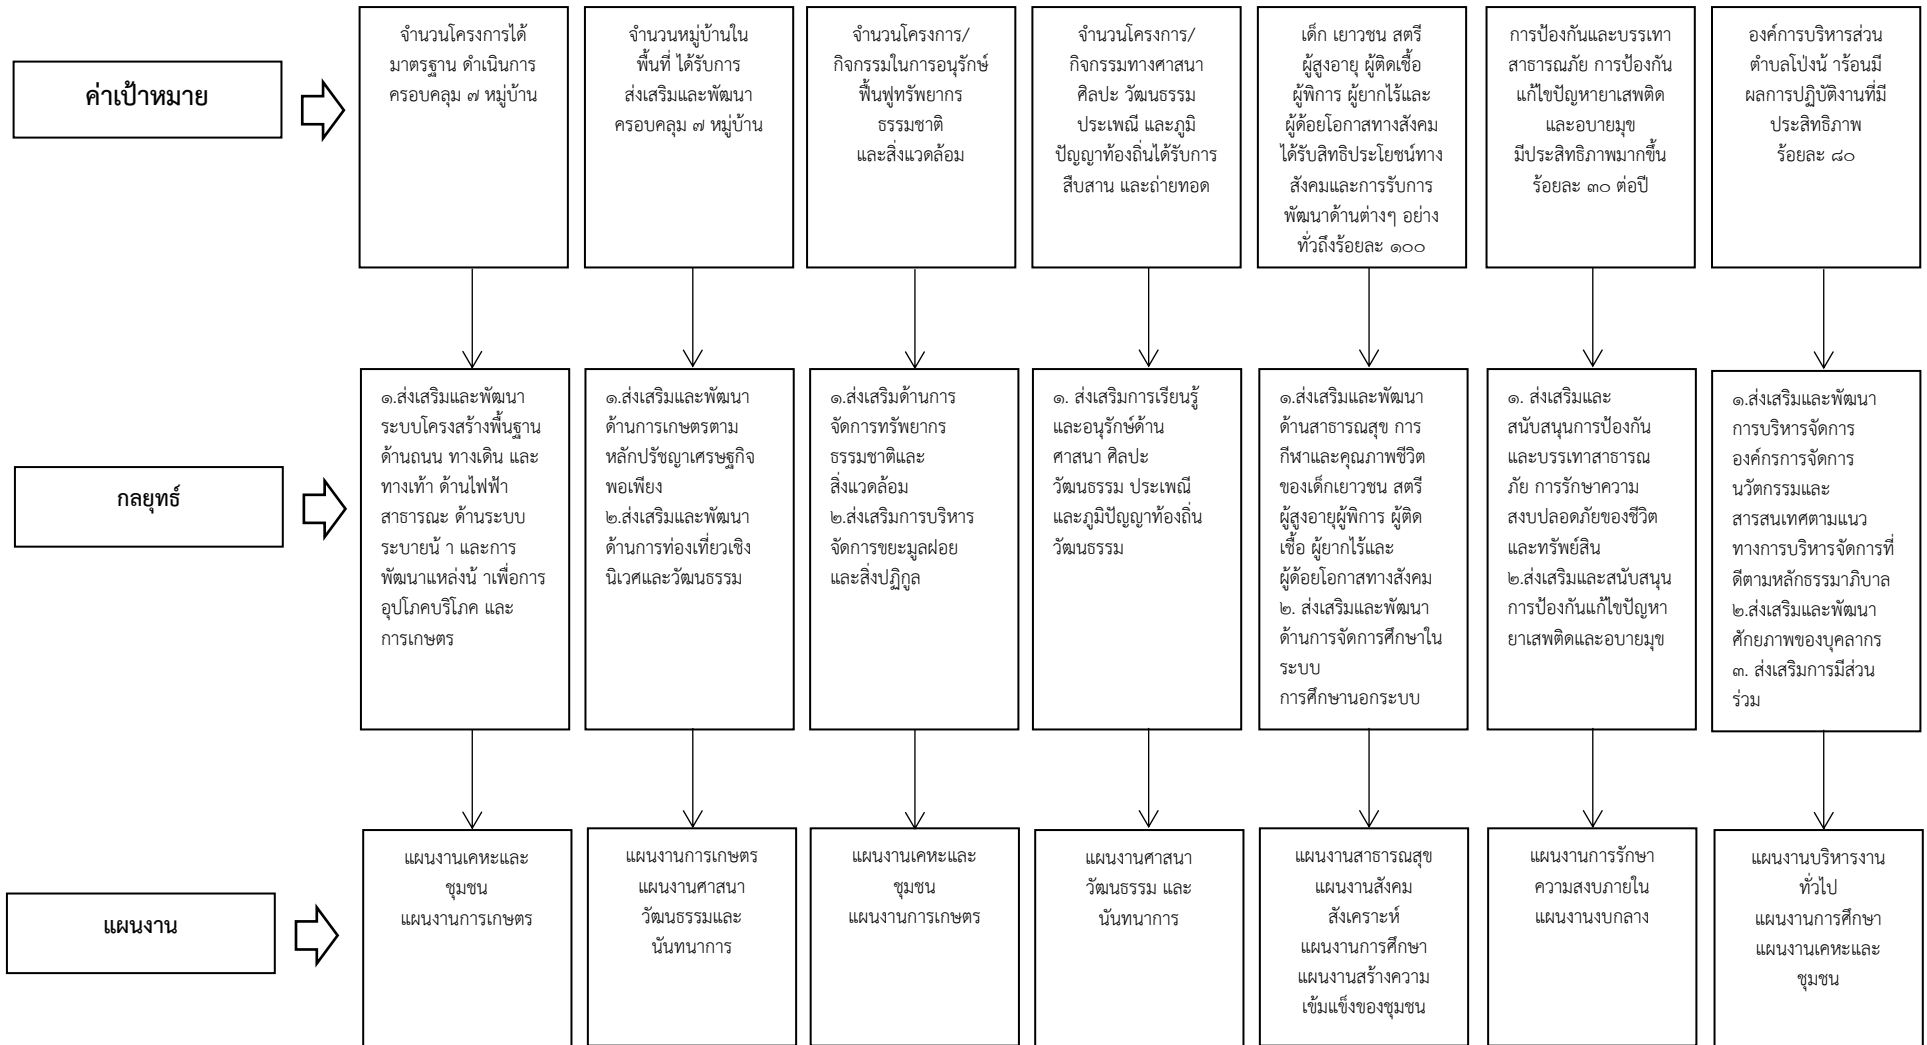 ค่าเป้าหมาย
จำนวนโครงการได้
มาตรฐาน ดำเนินการ
ครอบคลุม ๗ หมู่บ้าน
จำนวนหมู่บ้านใน
พื้นที่ ได้รับการ
ส่งเสริมและพัฒนา
ครอบคลุม ๗ หมู่บ้าน
จำนวนโครงการ/
กิจกรรมในการอนุรักษ์
ฟื้นฟูทรัพยากร
ธรรมชาติ
และสิ่งแวดล้อม
จำนวนโครงการ/
กิจกรรมทางศาสนา
ศิลปะ วัฒนธรรม
ประเพณี และภูมิ
ปัญญาท้องถิ่นได้รับการ
สืบสาน และถ่ายทอด
เด็ก เยาวชน สตรี
ผู้สูงอายุ ผู้ติดเชื้อ
ผู้พิการ ผู้ยากไร้และ
ผู้ด้อยโอกาสทางสังคม
ได้รับสิทธิประโยชน์ทาง
สังคมและการรับการ
พัฒนาด้านต่างๆ อย่าง
ทั่วถึงร้อยละ ๑๐๐
การป้องกันและบรรเทา
สาธารณภัย การป้องกัน
แก้ไขปัญหายาเสพติด
และอบายมุข
มีประสิทธิภาพมากขึ้น
ร้อยละ ๓๐ ต่อปี
องค์การบริหารส่วน
ตำบลโป่งน้ ำร้อนมี
ผลการปฏิบัติงานที่มี
ประสิทธิภาพ
ร้อยละ ๘๐
กลยุทธ์
๑.ส่งเสริมและพัฒนา
ระบบโครงสร้างพื้นฐาน
ด้านถนน ทางเดิน และ
ทางเท้า ด้านไฟฟ้า
สาธารณะ ด้านระบบ
ระบายน้ ำ และการ
พัฒนาแหล่งน้ ำเพื่อการ
อุปโภคบริโภค และ
การเกษตร
๑.ส่งเสริมและพัฒนา
ด้านการเกษตรตาม
หลักปรัชญาเศรษฐกิจ
พอเพียง
๒.ส่งเสริมและพัฒนา
ด้านการท่องเที่ยวเชิง
นิเวศและวัฒนธรรม
๑.ส่งเสริมด้านการ
จัดการทรัพยากร
ธรรมชาติและ
สิ่งแวดล้อม
๒.ส่งเสริมการบริหาร
จัดการขยะมูลฝอย
และสิ่งปฏิกูล
๑. ส่งเสริมการเรียนรู้
และอนุรักษ์ด้าน
ศาสนา ศิลปะ
วัฒนธรรม ประเพณี
และภูมิปัญญาท้องถิ่น
วัฒนธรรม
๑.ส่งเสริมและพัฒนา
ด้านสาธารณสุข การ
กีฬาและคุณภาพชีวิต
ของเด็กเยาวชน สตรี
ผู้สูงอายุผู้พิการ ผู้ติด
เชื้อ ผู้ยากไร้และ
ผู้ด้อยโอกาสทางสังคม
๒. ส่งเสริมและพัฒนา
ด้านการจัดการศึกษาใน
ระบบ
การศึกษานอกระบบ
๑. ส่งเสริมและ
สนับสนุนการป้องกัน
และบรรเทาสาธารณ
ภัย การรักษาความ
สงบปลอดภัยของชีวิต
และทรัพย์สิน
๒.ส่งเสริมและสนับสนุน
การป้องกันแก้ไขปัญหา
ยาเสพติดและอบายมุข
๑.ส่งเสริมและพัฒนา
การบริหารจัดการ
องค์กรการจัดการ
นวัตกรรมและ
สารสนเทศตามแนว
ทางการบริหารจัดการที่
ดีตามหลักธรรมาภิบาล
๒.ส่งเสริมและพัฒนา
ศักยภาพของบุคลากร
๓. ส่งเสริมการมีส่วน
ร่วม
แผนงาน
แผนงานเคหะและ
ชุมชน
แผนงานการเกษตร
แผนงานการเกษตร
แผนงานศาสนา
วัฒนธรรมและ
นันทนาการ
แผนงานเคหะและ
ชุมชน
แผนงานการเกษตร
แผนงานศาสนา
วัฒนธรรม และ
นันทนาการ
แผนงานสาธารณสุข
แผนงานสังคม
สังเคราะห์
แผนงานการศึกษา
แผนงานสร้างความ
เข้มแข็งของชุมชน
แผนงานการรักษา
ความสงบภายใน
แผนงานงบกลาง
แผนงานบริหารงาน
ทั่วไป
แผนงานการศึกษา
แผนงานเคหะและ
ชุมชน